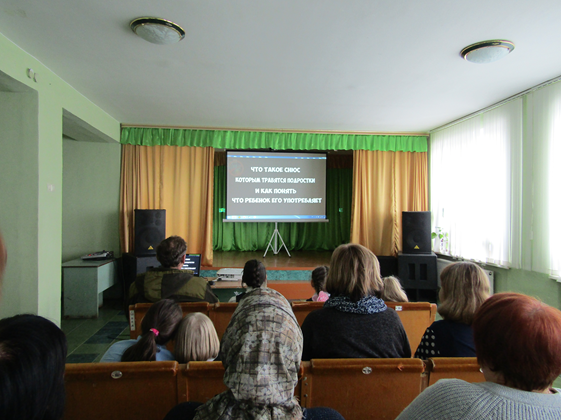 ЧТО ТАКОЕ СНЮС
КОТОРЫМ ТРАВЯТСЯ ПОДРОСТКИ
И КАК ПОНЯТЬ
ЧТО РЕБЕНОК ЕГО УПОТРЕБЛЯЕТ